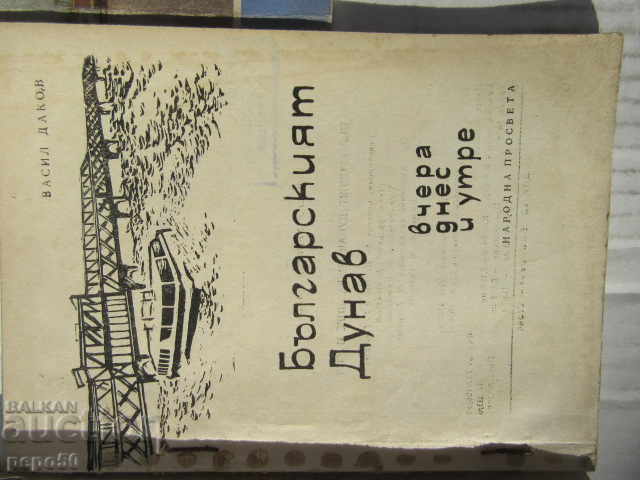 ВАСИЛ ДАКОВ
Българският
Дунав
вчера
днес
и утре
НАРОДНА ПРОСВЕТА
BALKAN
auction
pepo50